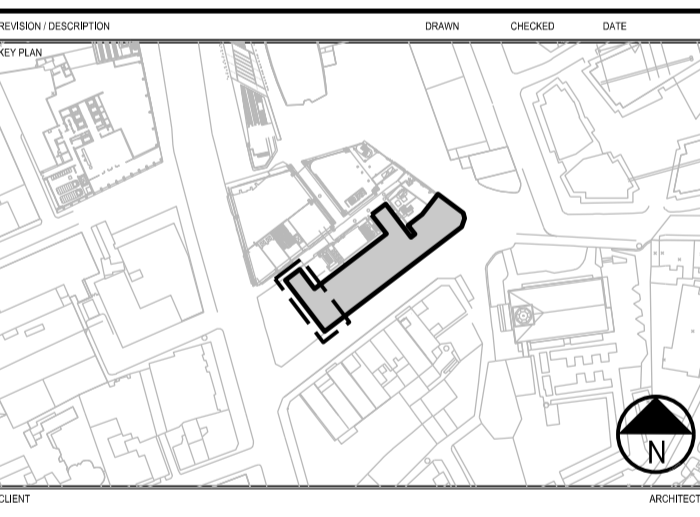 REVISION / DESCRIPTION DRAWN CHECKED DATE
KEY PLAN
N
CLIENT ARCHITECT